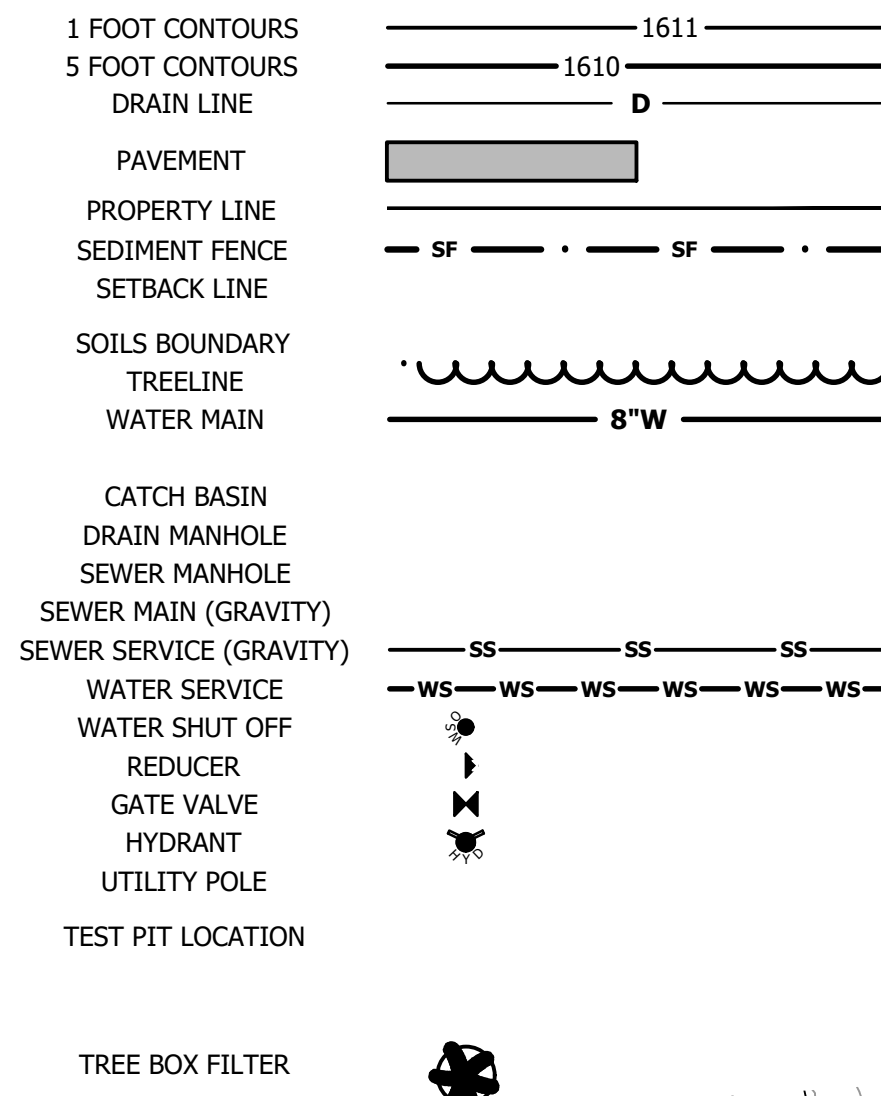 1 FOOT CONTOURS 1611
5 FOOT CONTOURS 1610
DRAIN LINE D
PAVEMENT
PROPERTY LINE
SEDIMENT FENCE SF SF
SETBACK LINE
SOILS BOUNDARY
TREELINE
WATER MAIN 8"W
CATCH BASIN
DRAIN MANHOLE
SEWER MANHOLE
SEWER MAIN (GRAVITY)
SEWER SERVICE (GRAVITY) SS SS SS
WATER SERVICE WS WS WS WS WS WS
WATER SHUT OFF WSO
REDUCER
GATE VALVE
HYDRANT HYD
UTILITY POLE
TEST PIT LOCATION
TREE BOX FILTER